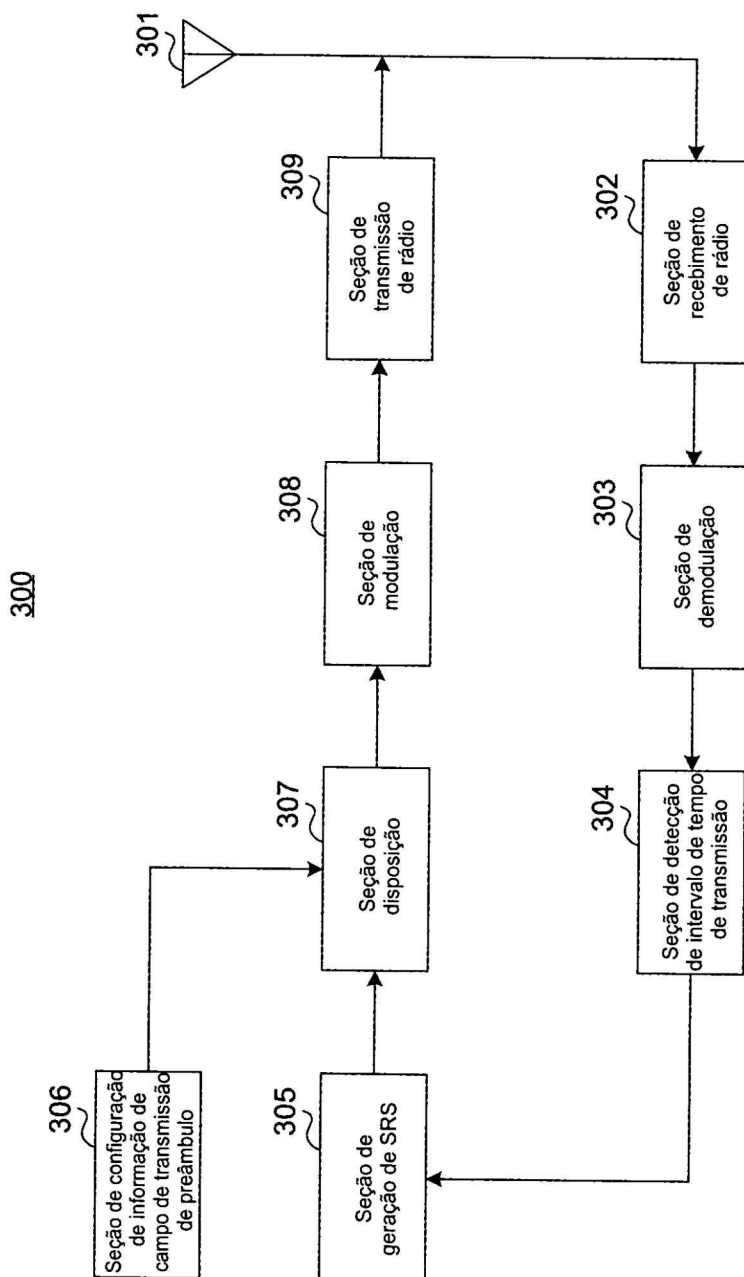 300
301
306
Seção de configuração
de informação de
campo de transmissão
de preâmbulo
305
Seção de
geração de SRS
307
Seção de
disposição
308
Seção de
modulação
309
Seção de
transmissão
de rádio
304
Seção de detecção
de intervalo de tempo
de transmissão
303
Seção de
demodulação
302
Seção de
recebimento
de rádio